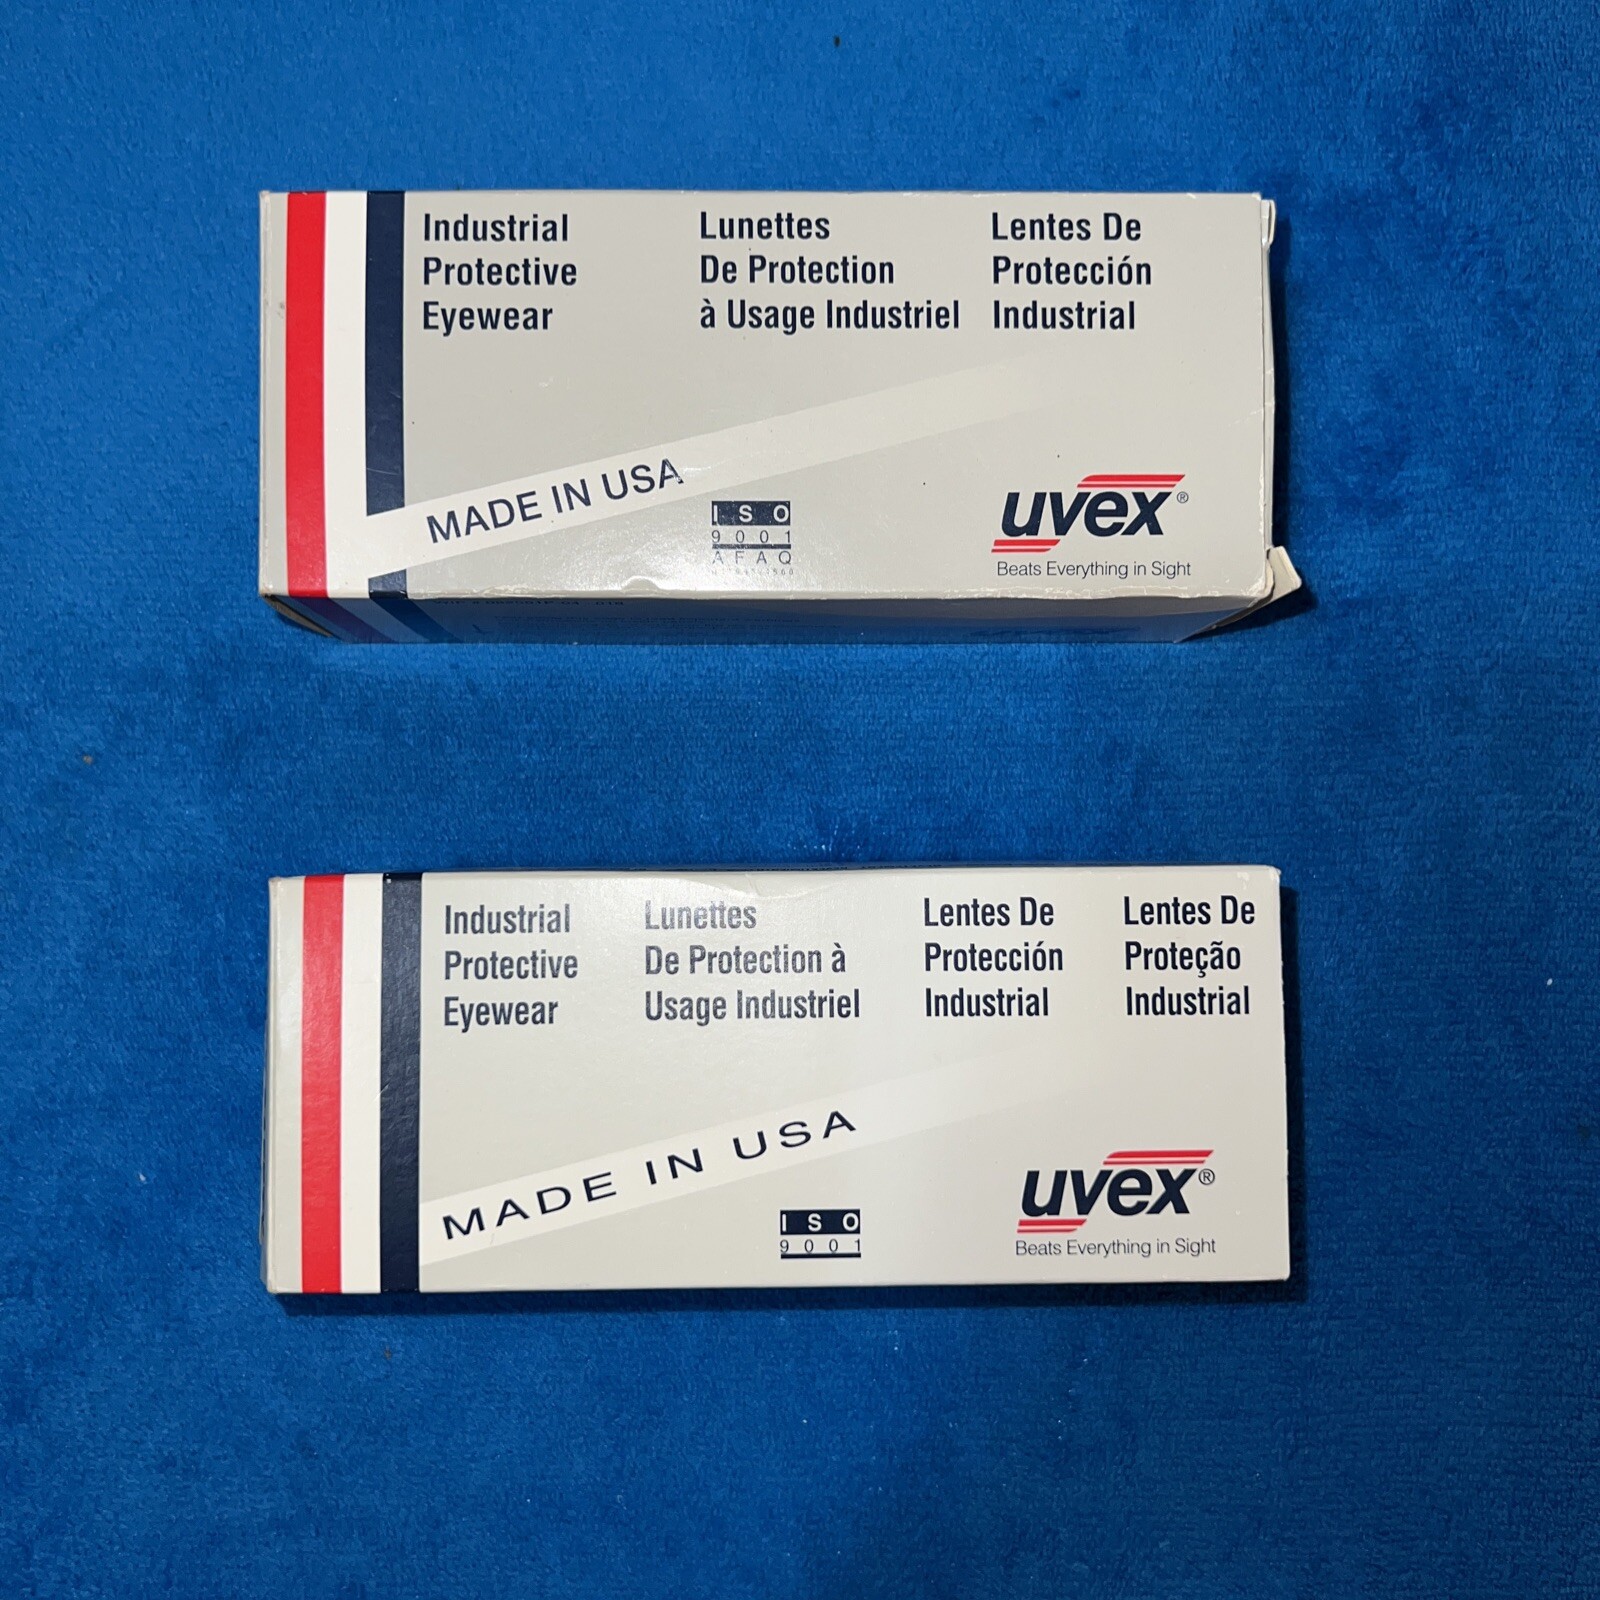 Industrial
Protective
Eyewear
Lunettes
De Protection
à Usage Industriel
Lentes De
Protección
Industrial
MADE IN USA
ISO
9001
AFAQ
uvex®
Beats Everything in Sight
Industrial
Protective
Eyewear
Lunettes
De Protection à
Usage Industriel
Lentes De
Protección
Industrial
Lentes De
Proteção
Industrial
MADE IN USA
ISO
9001
uvex®
Beats Everything in Sight